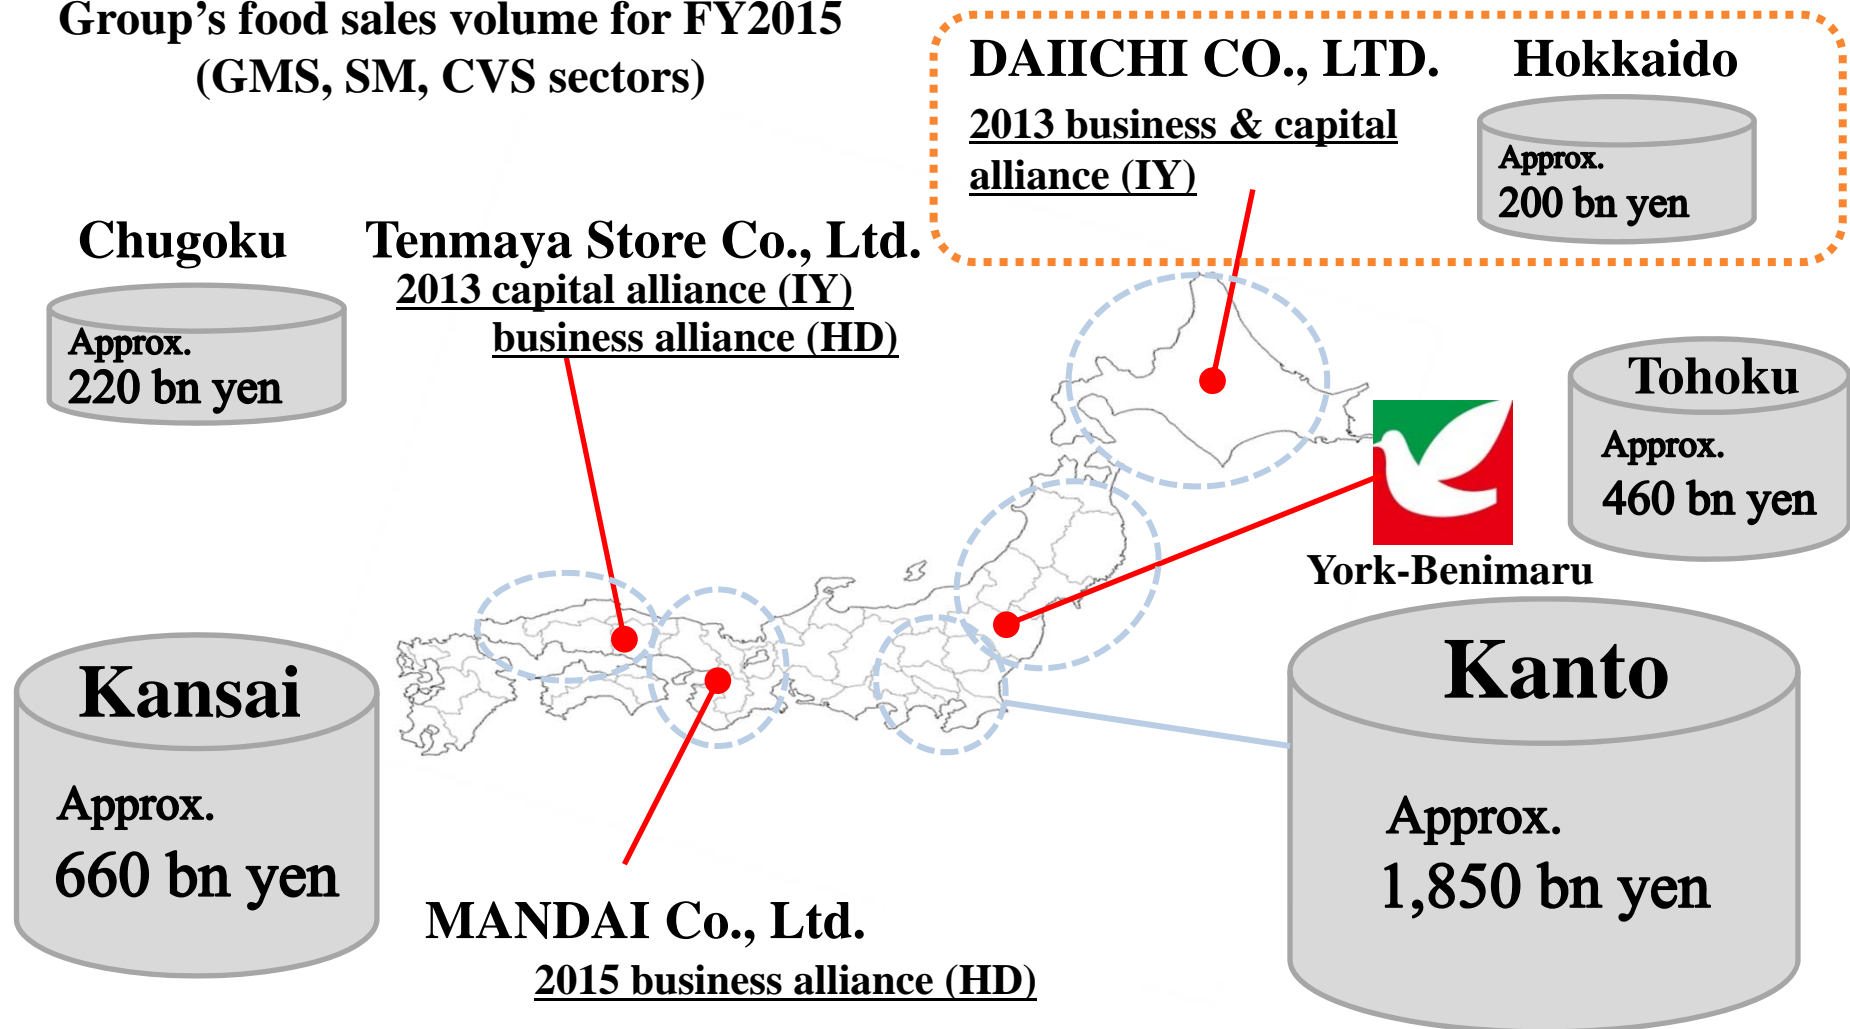 Group’s food sales volume for FY2015
(GMS, SM, CVS sectors)
DAIICHI CO., LTD.
2013 business & capital
alliance (IY)
Hokkaido
Approx.
200 bn yen
Chugoku
Approx.
220 bn yen
Tenmaya Store Co., Ltd.
2013 capital alliance (IY)
business alliance (HD)
Tohoku
Approx.
460 bn yen
York-Benimaru
Kansai
Approx.
660 bn yen
Kanto
Approx.
1,850 bn yen
MANDAI Co., Ltd.
2015 business alliance (HD)